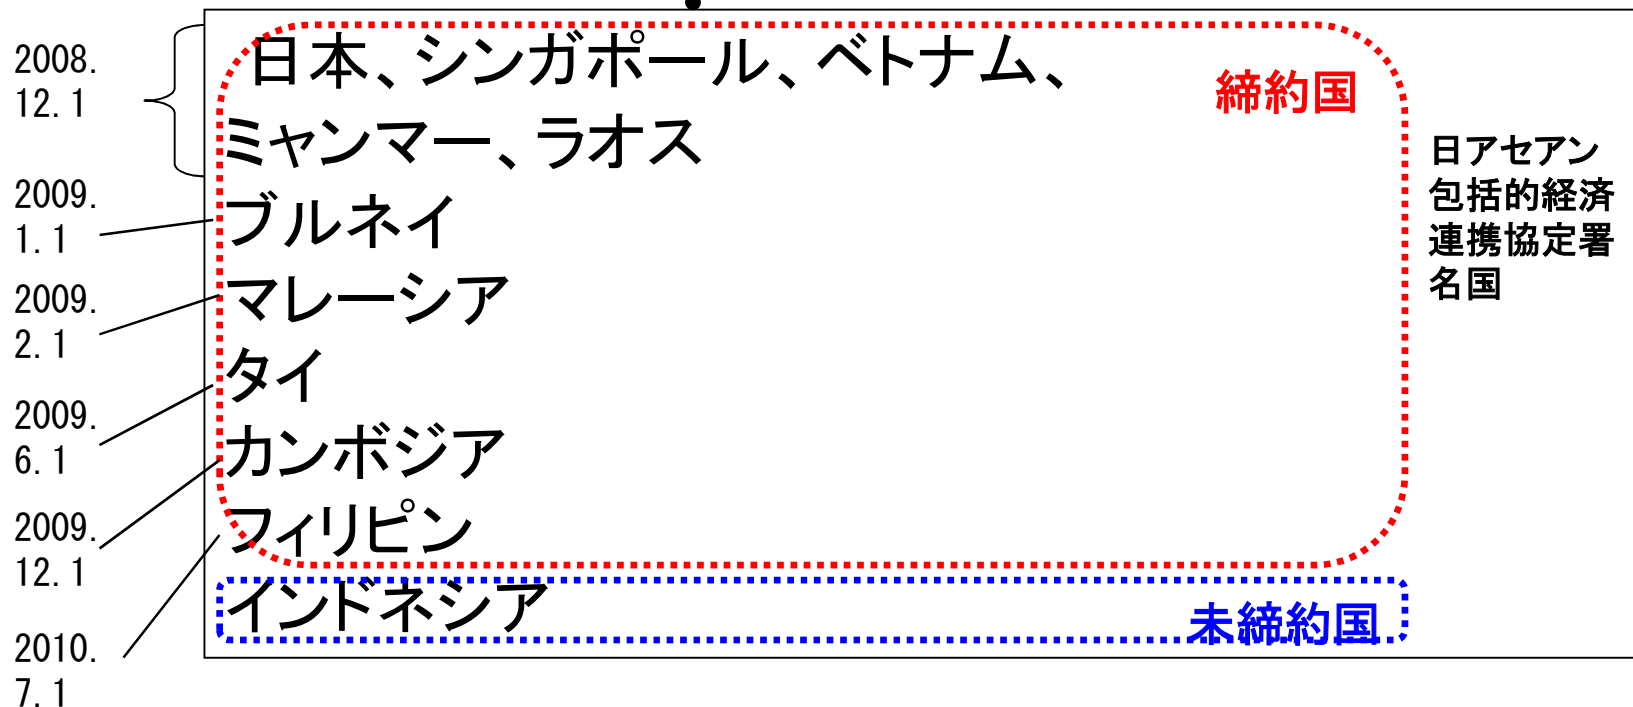 2008.
12.1
日本、シンガポール、ベトナム、
締約国
ミャンマー、ラオス
日アセアン
包括的経済
連携協定署
名国
2009.
1.1
ブルネイ
2009.
2.1
マレーシア
タイ
2009.
6.1
カンボジア
2009.
12.1
フィリピン
インドネシア
未締約国
2010.
7.1